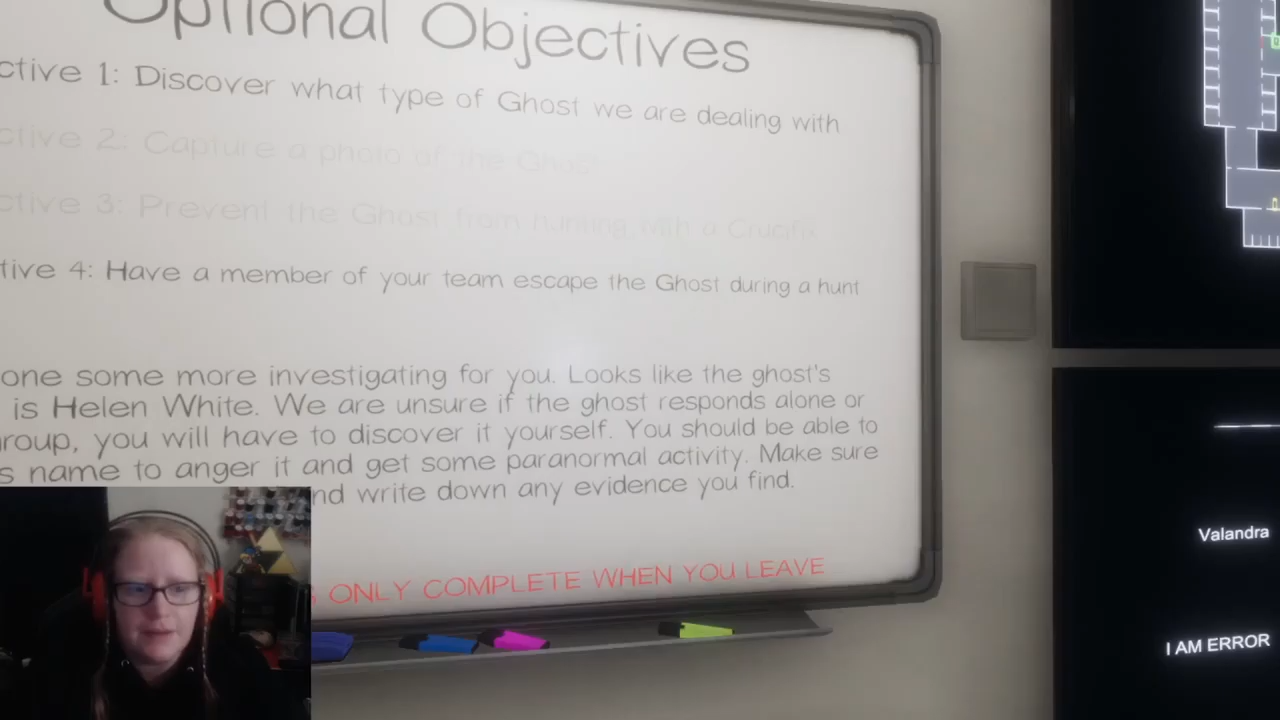 Optional Objectives
ctive 1: Discover what type of Ghost we are dealing with
ctive 2: Capture a photo of the Ghost
ctive 3: Prevent the Ghost from hunting with a Crucifix
tive 4: Have a member of your team escape the Ghost during a hunt
one some more investigating for you. Looks like the ghost's
is Helen White. We are unsure if the ghost responds alone or
roup, you will have to discover it yourself. You should be able to
s name to anger it and get some paranormal activity. Make sure
nd write down any evidence you find.
S ONLY COMPLETE WHEN YOU LEAVE
Valandra
I AM ERROR